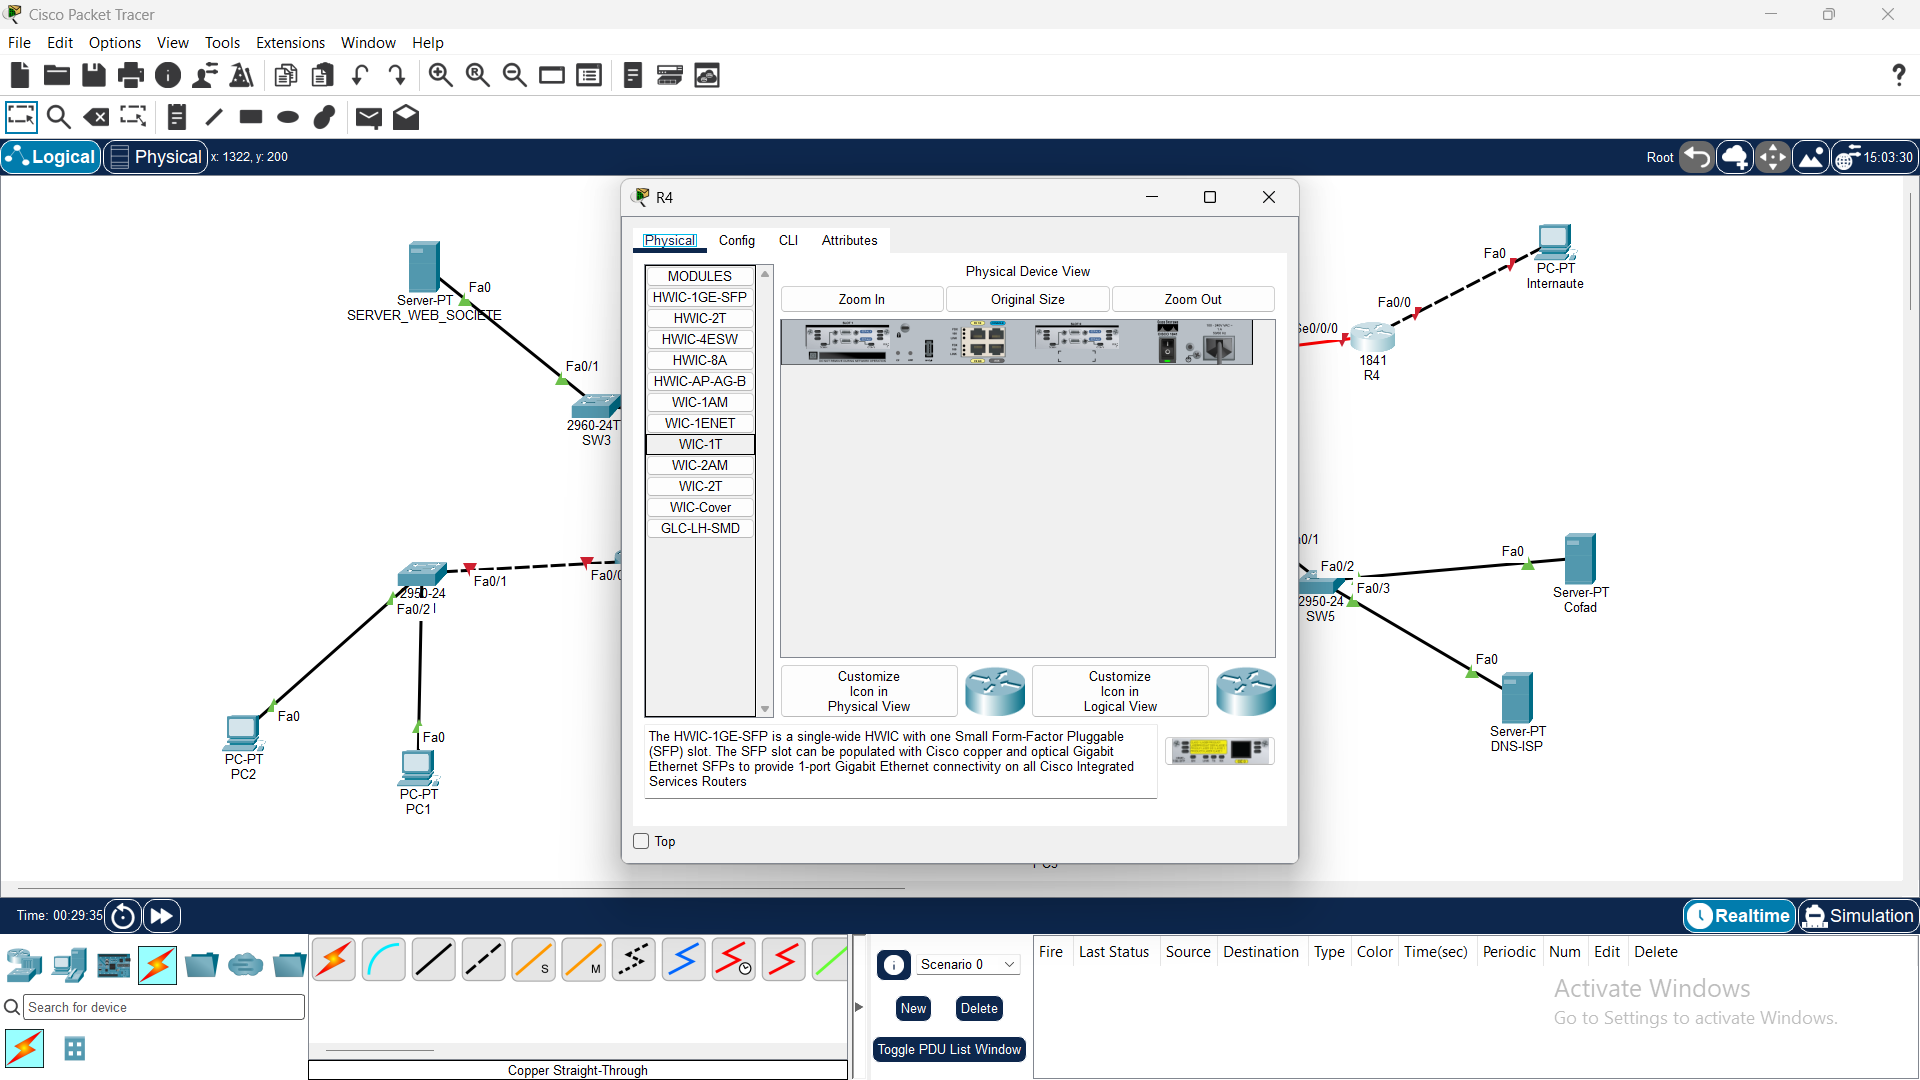 Cisco Packet Tracer
File Edit Options View Tools Extensions Window Help
Logical Physical x: 1322, y: 200 Root 15:03:30
R4
Physical Config CLI Attributes
MODULES
HWIC-1GE-SFP
HWIC-2T
HWIC-4ESW
HWIC-8A
HWIC-AP-AG-B
WIC-1AM
WIC-1ENET
WIC-1T
WIC-2AM
WIC-2T
WIC-Cover
GLC-LH-SMD
Physical Device View
Zoom In Original Size Zoom Out
Customize
Icon in
Physical View
Customize
Icon in
Logical View
The HWIC-1GE-SFP is a single-wide HWIC with one Small Form-Factor Pluggable
(SFP) slot. The SFP slot can be populated with Cisco copper and optical Gigabit
Ethernet SFPs to provide 1-port Gigabit Ethernet connectivity on all Cisco Integrated
Services Routers
Top
Fa0
Server-PT
SERVER_WEB_SOCIETE
Fa0/1
2960-24T
SW3
Fa0/1
Fa0/0
2950-24
Fa0/2
Fa0
PC-PT
PC2
Fa0
PC-PT
PC1
Fa0
PC-PT
Internaute
Fa0/0
Se0/0/0
1841
R4
Fa0/2
Fa0/3
2950-24
SW5
Fa0
Server-PT
Cofad
Fa0
Server-PT
DNS-ISP
Time: 00:29:35 Realtime Simulation
S M
Search for device
Copper Straight-Through
Scenario 0
New Delete
Toggle PDU List Window
Fire Last Status Source Destination Type Color Time(sec) Periodic Num Edit Delete
Activate Windows
Go to Settings to activate Windows.